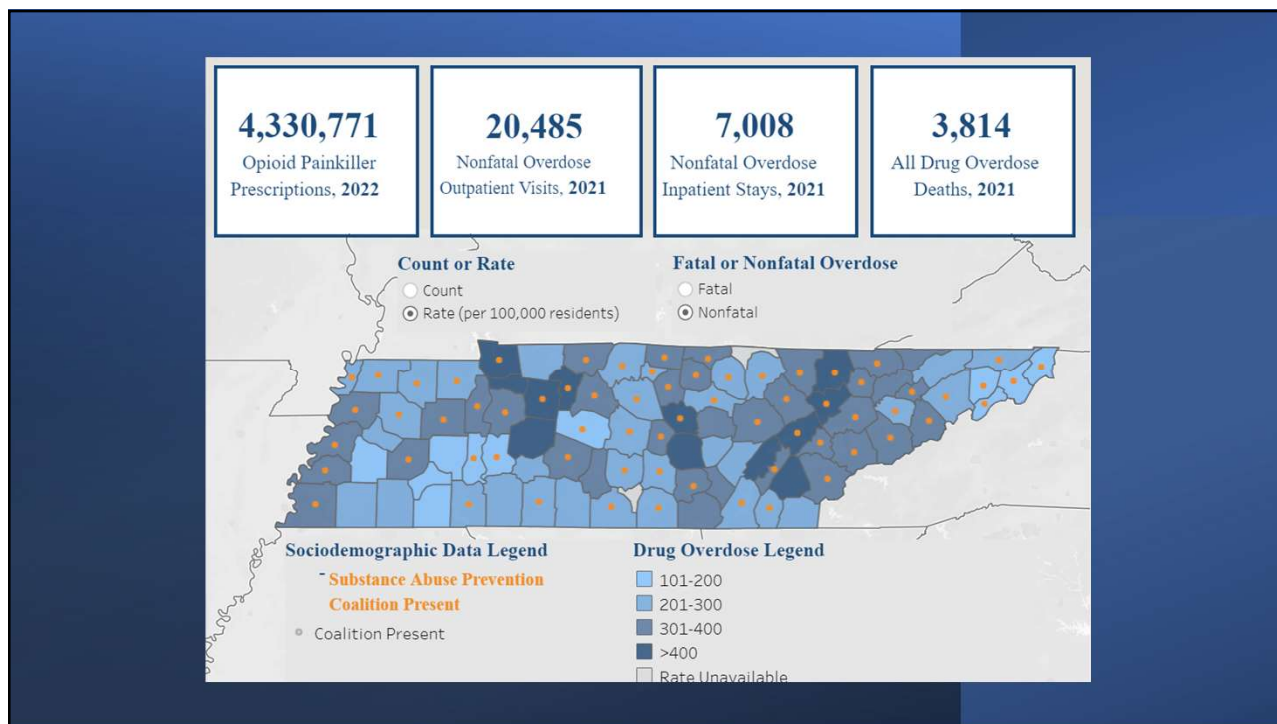 4,330,771
Opioid Painkiller
Prescriptions, 2022
20,485
Nonfatal Overdose
Outpatient Visits, 2021
7,008
Nonfatal Overdose
Inpatient Stays, 2021
3,814
All Drug Overdose
Deaths, 2021
Count or Rate
Count
Rate (per 100,000 residents)
Fatal or Nonfatal Overdose
Fatal
Nonfatal
Sociodemographic Data Legend
- Substance Abuse Prevention
Coalition Present
Coalition Present
Drug Overdose Legend
101-200
201-300
301-400
>400
Rate Unavailable